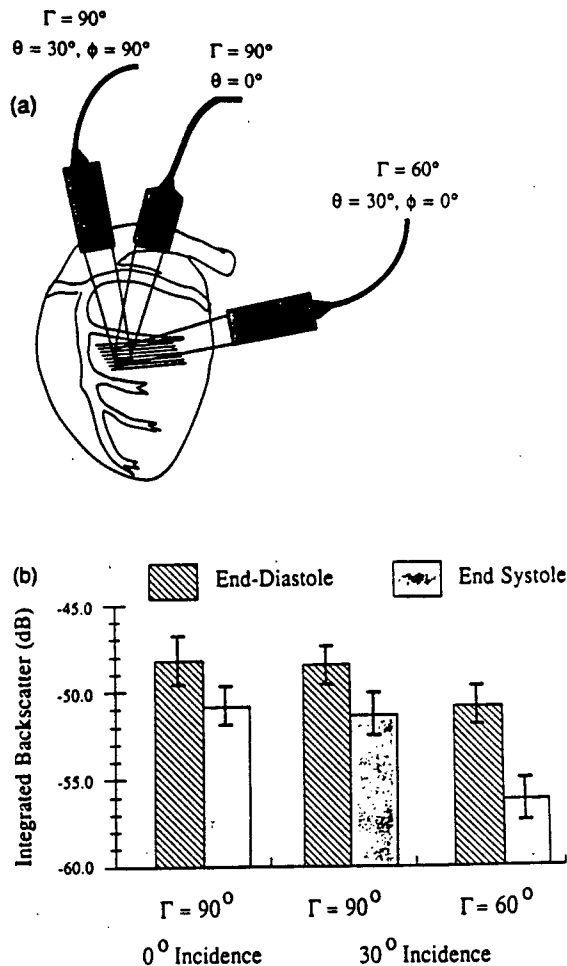 Γ = 90°
θ = 30°, ϕ = 90°
Γ = 90°
θ = 0°
(a)
Γ = 60°
θ = 30°, ϕ = 0°
(b)
End-Diastole
End Systole
Integrated Backscatter (dB)
-45.0
-50.0
-55.0
-60.0
Γ = 90°
Γ = 90°
Γ = 60°
0° Incidence
30° Incidence